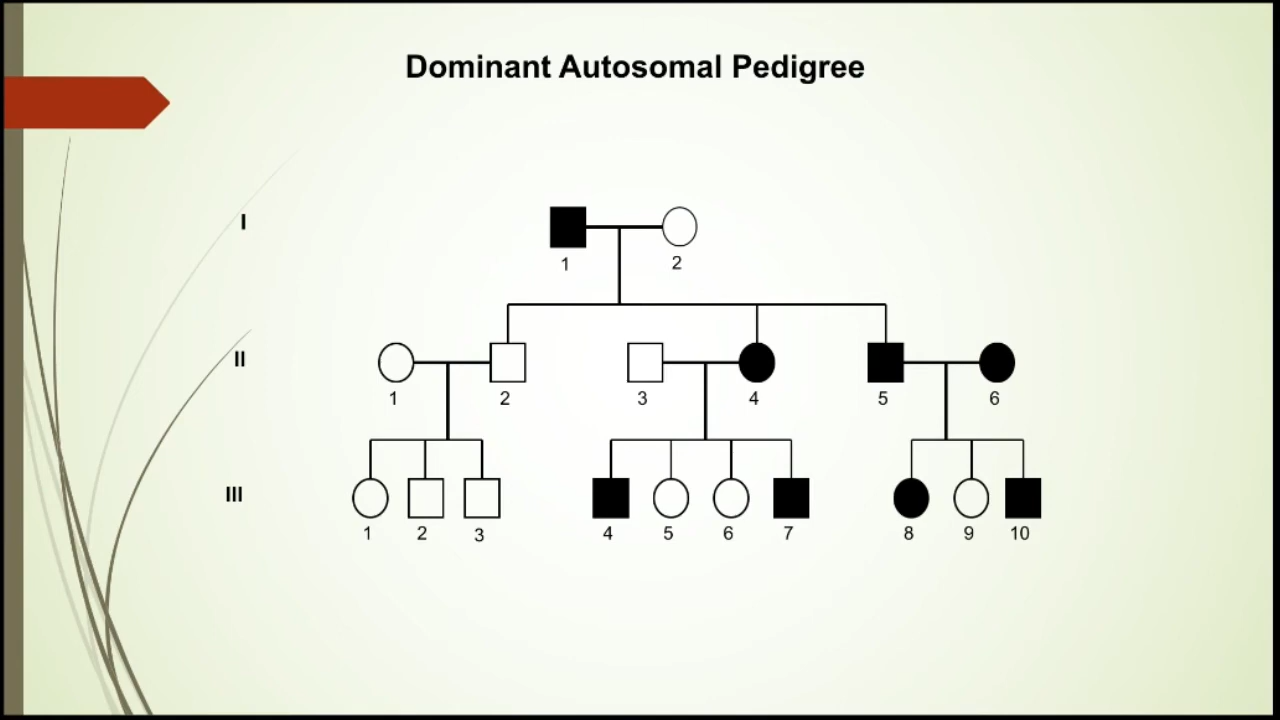 Dominant Autosomal Pedigree
I
1 2
II
1 2 3 4 5 6
III
1 2 3 4 5 6 7 8 9 10